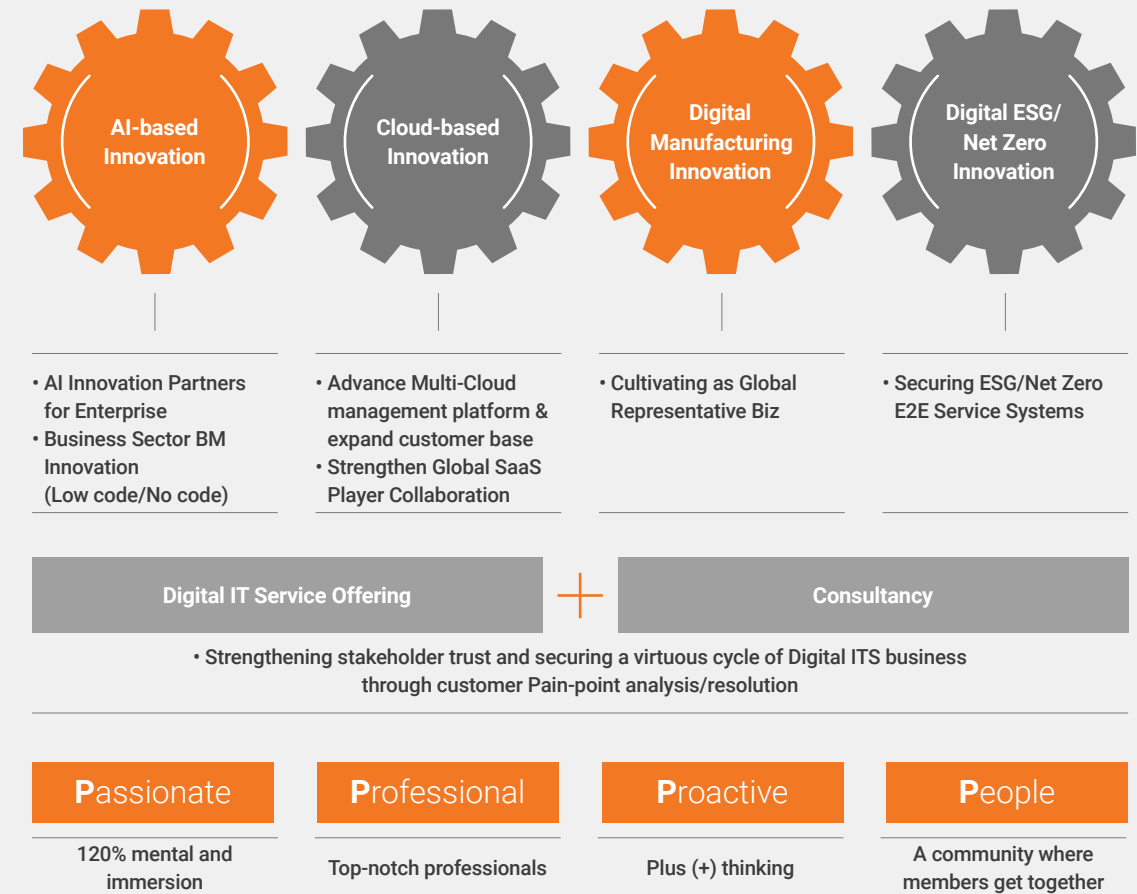 AI-based
Innovation
Cloud-based
Innovation
Digital
Manufacturing
Innovation
Digital ESG/
Net Zero
Innovation
• AI Innovation Partners
for Enterprise
• Business Sector BM
Innovation
(Low code/No code)
• Advance Multi-Cloud
management platform &
expand customer base
• Strengthen Global SaaS
Player Collaboration
• Cultivating as Global
Representative Biz
• Securing ESG/Net Zero
E2E Service Systems
Digital IT Service Offering
+
Consultancy
• Strengthening stakeholder trust and securing a virtuous cycle of Digital ITS business
through customer Pain-point analysis/resolution
Passionate
Professional
Proactive
People
120% mental and
immersion
Top-notch professionals
Plus (+) thinking
A community where
members get together